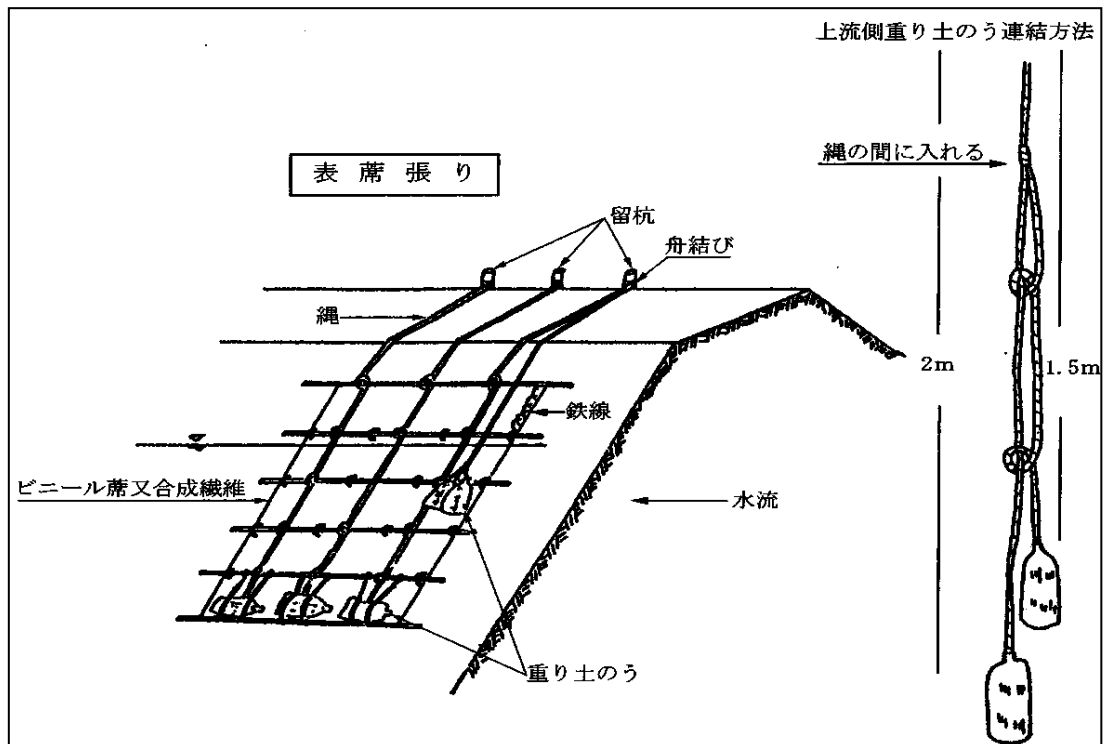 上流側重り土のう連結方法
縄の間に入れる
表席張り
留杭
舟結び
縄
2m
1.5m
鉄線
ビニール席又合成繊維
水流
重り土のう